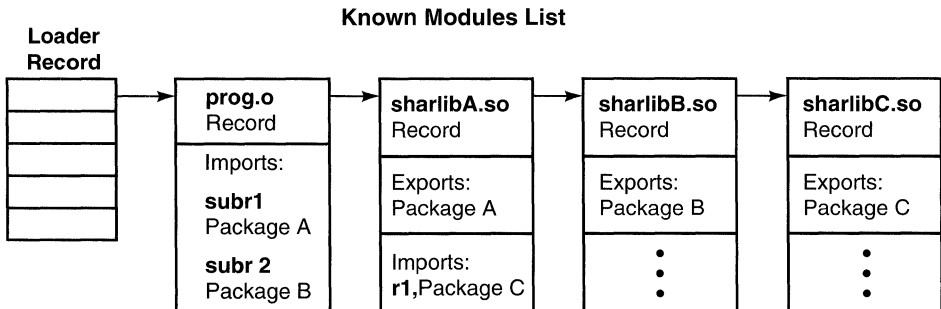 Known Modules List
Loader
Record
prog.o
Record
Imports:
subr1
Package A
subr 2
Package B
sharlibA.so
Record
Exports:
Package A
Imports:
r1,Package C
sharlibB.so
Record
Exports:
Package B
sharlibC.so
Record
Exports:
Package C